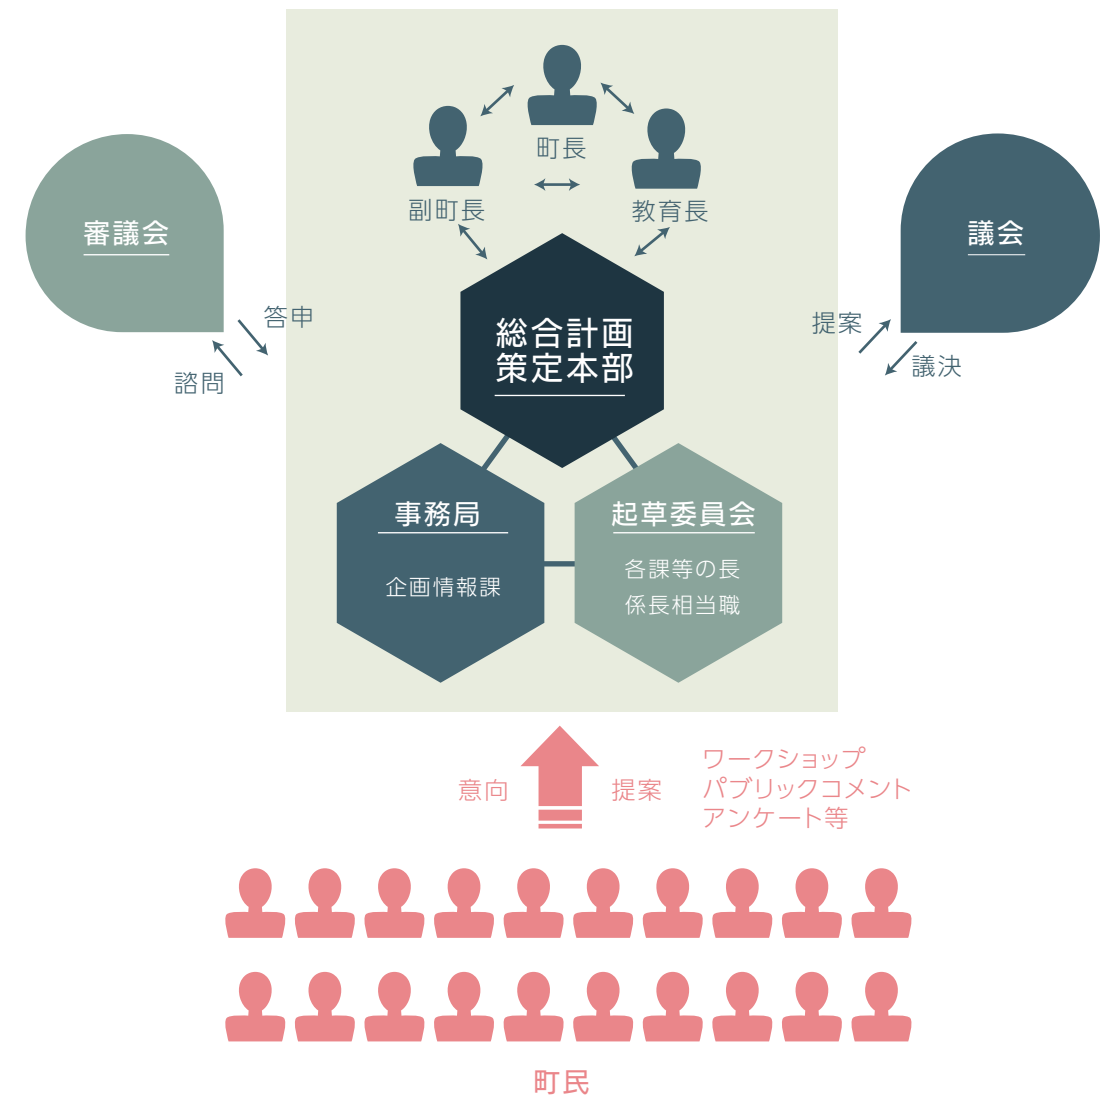 町長
副町長
教育長
審議会
議会
答申
諮問
提案
議決
総合計画
策定本部
事務局
企画情報課
起草委員会
各課等の長
係長相当職
意向
提案
ワークショップ
パブリックコメント
アンケート等
町民